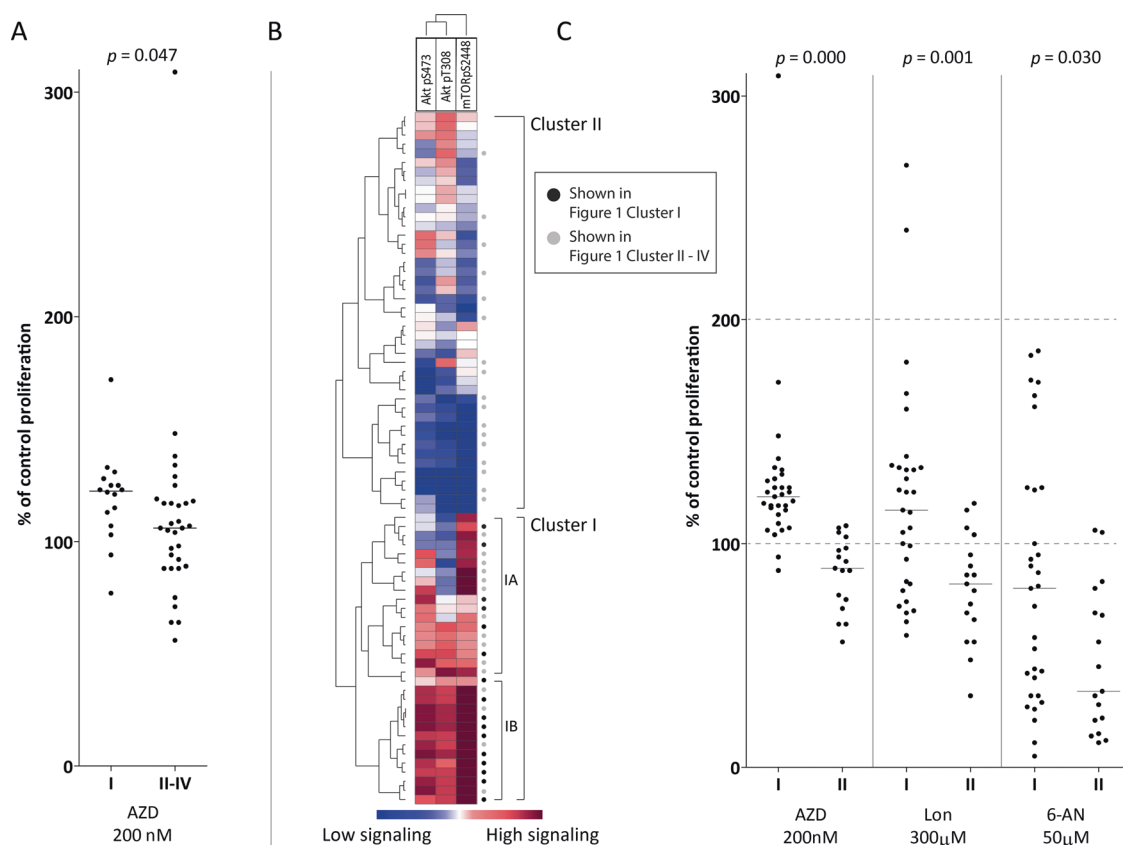 A
p = 0.047
% of control proliferation
300
200
100
0
I
II-IV
AZD
200 nM
B
Akt pS473
Akt pT308
mTORpS2448
Cluster II
Shown in
Figure 1 Cluster I
Shown in
Figure 1 Cluster II - IV
Cluster I
IA
IB
Low signaling
High signaling
C
p = 0.000
p = 0.001
p = 0.030
% of control proliferation
300
200
100
0
I
II
I
II
I
II
AZD
200nM
Lon
300µM
6-AN
50µM